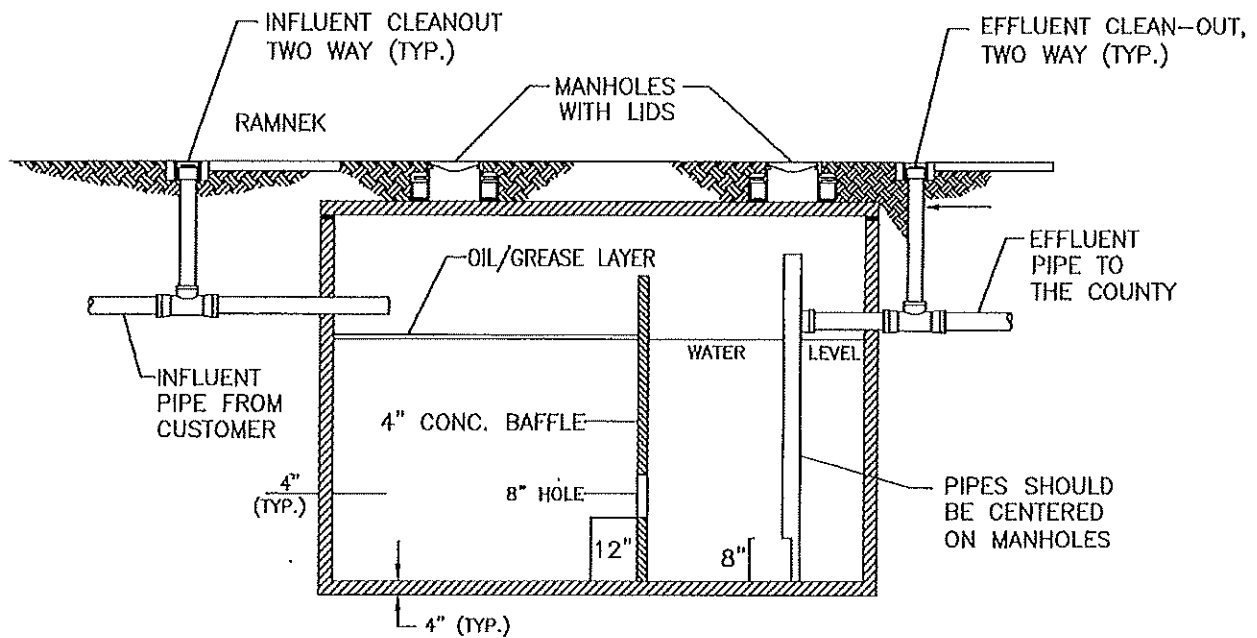 INFLUENT CLEANOUT
TWO WAY (TYP.)
EFFLUENT CLEAN-OUT,
TWO WAY (TYP.)
MANHOLES
WITH LIDS
RAMNEK
OIL/GREASE LAYER
EFFLUENT
PIPE TO
THE COUNTY
WATER
LEVEL
INFLUENT
PIPE FROM
CUSTOMER
4" CONC. BAFFLE
4"
(TYP.)
8" HOLE
PIPES SHOULD
BE CENTERED
ON MANHOLES
12"
8"
4" (TYP.)